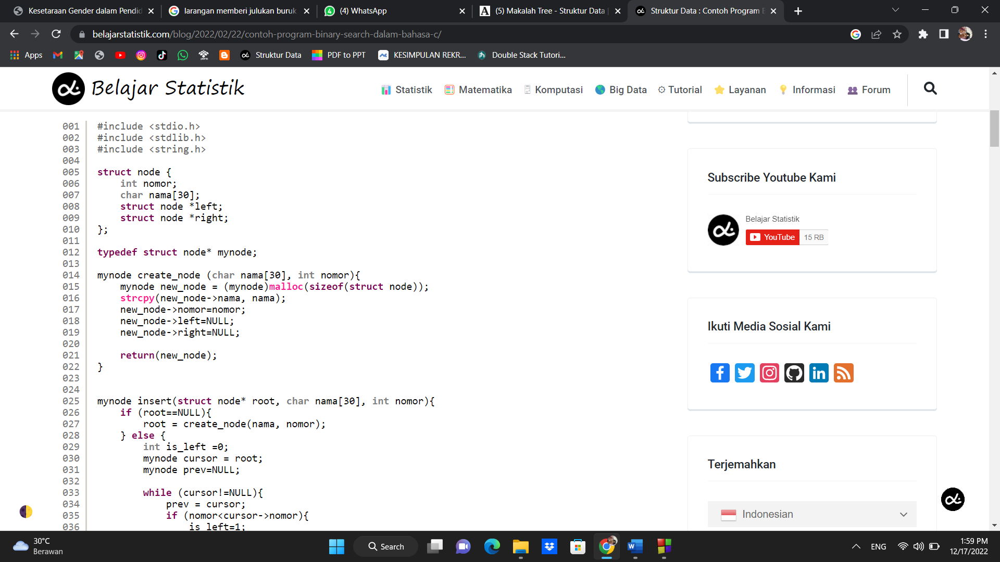 Kesetaraan Gender dalam Pendid
larangan memberi julukan buruk
(4) WhatsApp
(5) Makalah Tree - Struktur Data
Struktur Data : Contoh Program
belajarstatistik.com/blog/2022/02/22/contoh-program-binary-search-dalam-bahasa-c/
Apps
Struktur Data
PDF to PPT
KESIMPULAN REKR...
Double Stack Tutori...
Belajar Statistik
Statistik
Matematika
Komputasi
Big Data
Tutorial
Layanan
Informasi
Forum
001 #include <stdio.h>
002 #include <stdlib.h>
003 #include <string.h>
004
005 struct node {
006     int nomor;
007     char nama[30];
008     struct node *left;
009     struct node *right;
010 };
011
012 typedef struct node* mynode;
013
014 mynode create_node (char nama[30], int nomor){
015     mynode new_node = (mynode)malloc(sizeof(struct node));
016     strcpy(new_node->nama, nama);
017     new_node->nomor=nomor;
018     new_node->left=NULL;
019     new_node->right=NULL;
020
021     return(new_node);
022 }
023
024
025 mynode insert(struct node* root, char nama[30], int nomor){
026     if (root==NULL){
027         root = create_node(nama, nomor);
028     } else {
029         int is_left =0;
030         mynode cursor = root;
031         mynode prev=NULL;
032
033         while (cursor!=NULL){
034             prev = cursor;
035             if (nomor<cursor->nomor){
036                 is_left=1;
Subscribe Youtube Kami
Belajar Statistik
YouTube 15 RB
Ikuti Media Sosial Kami
Terjemahkan
Indonesian
30°C
Berawan
Search
ENG
1:59 PM
12/17/2022